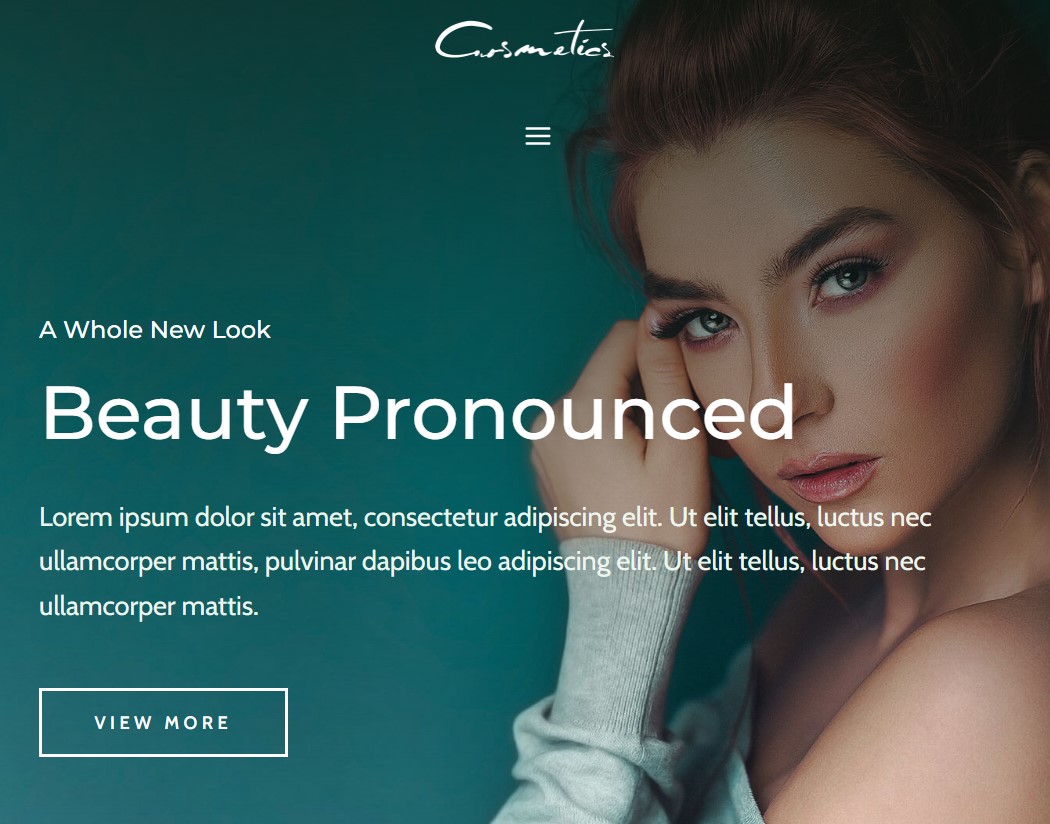 Cosmetics
A Whole New Look
Beauty Pronounced
Lorem ipsum dolor sit amet, consectetur adipiscing elit. Ut elit tellus, luctus nec
ullamcorper mattis, pulvinar dapibus leo adipiscing elit. Ut elit tellus, luctus nec
ullamcorper mattis.
VIEW MORE